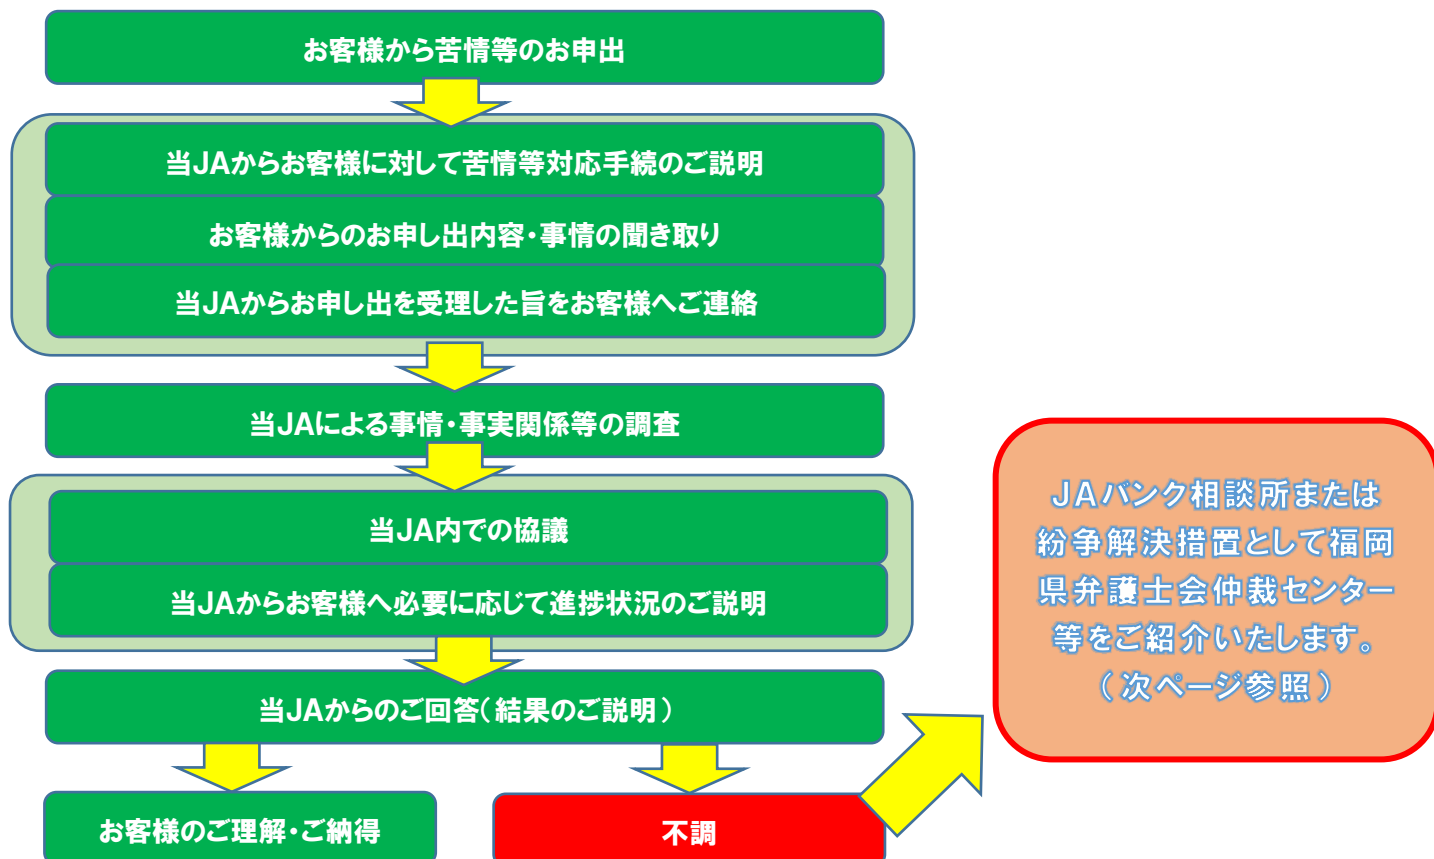 お客様から苦情等のお申出
当JAからお客様に対して苦情等対応手続のご説明
お客様からのお申し出内容・事情の聞き取り
当JAからお申し出を受理した旨をお客様へご連絡
当JAによる事情・事実関係等の調査
当JA内での協議
当JAからお客様へ必要に応じて進捗状況のご説明
当JAからのご回答(結果のご説明)
お客様のご理解・ご納得
不調
JAバンク相談所または
紛争解決措置として福岡
県弁護士会仲裁センター
等をご紹介いたします。
(次ページ参照)